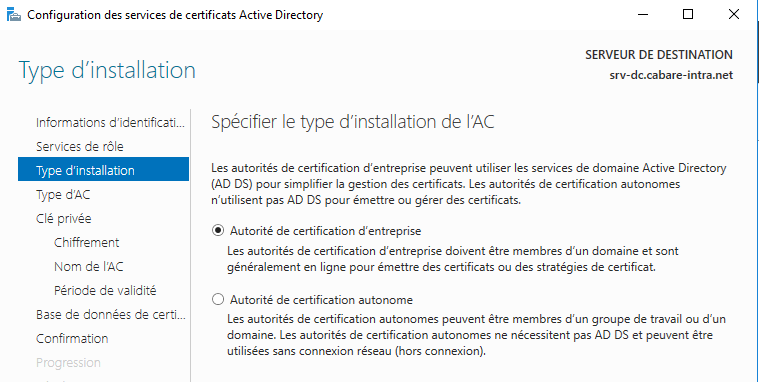 Configuration des services de certificats Active Directory
Type d'installation
SERVEUR DE DESTINATION
srv-dc.cabare-intra.net
Informations d'identificati...
Services de rôle
Type d'installation
Type d'AC
Clé privée
Chiffrement
Nom de l'AC
Période de validité
Base de données de certi...
Confirmation
Progression
Spécifier le type d'installation de l'AC
Les autorités de certification d'entreprise peuvent utiliser les services de domaine Active Directory
(AD DS) pour simplifier la gestion des certificats. Les autorités de certification autonomes
n'utilisent pas AD DS pour émettre ou gérer des certificats.
Autorité de certification d'entreprise
Les autorités de certification d'entreprise doivent être membres d'un domaine et sont
généralement en ligne pour émettre des certificats ou des stratégies de certificat.
Autorité de certification autonome
Les autorités de certification autonomes peuvent être membres d'un groupe de travail ou d'un
domaine. Les autorités de certification autonomes ne nécessitent pas AD DS et peuvent être
utilisées sans connexion réseau (hors connexion).